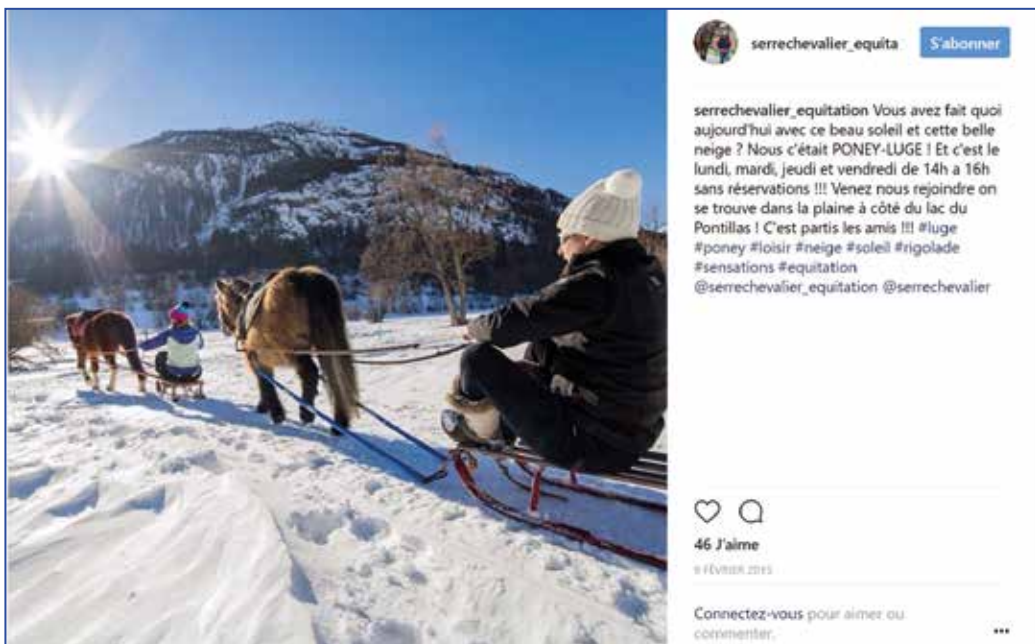 serrechevalier_equita
S'abonner
serrechevalier_equitation Vous avez fait quoi
aujourd'hui avec ce beau soleil et cette belle
neige ? Nous c'était PONEY-LUGE ! Et c'est le
lundi, mardi, jeudi et vendredi de 14h a 16h
sans réservations !!! Venez nous rejoindre on
se trouve dans la plaine à côté du lac du
Pontillas ! C'est partis les amis !!! #luge
#poney #loisir #neige #soleil #rigolade
#sensations #equitation
@serrechevalier_equitation @serrechevalier
46 J'aime
9 FÉVRIER 2015
Connectez-vous pour aimer ou
commenter.